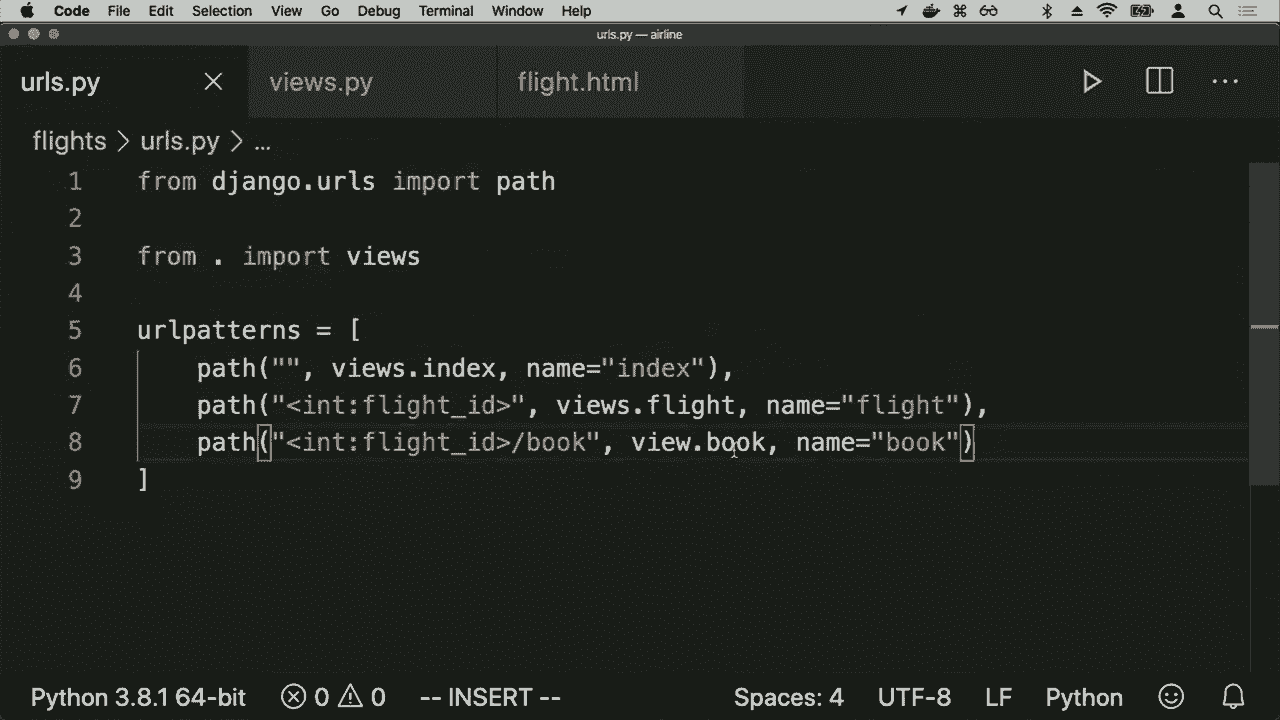 Code File Edit Selection View Go Debug Terminal Window Help
urls.py — airline
urls.py views.py flight.html
flights > urls.py > ...
1 from django.urls import path
2
3 from . import views
4
5 urlpatterns = [
6 path("", views.index, name="index"),
7 path("<int:flight_id>", views.flight, name="flight"),
8 path("<int:flight_id>/book", view.book, name="book")
9 ]
Python 3.8.1 64-bit 0 0 -- INSERT -- Spaces: 4 UTF-8 LF Python